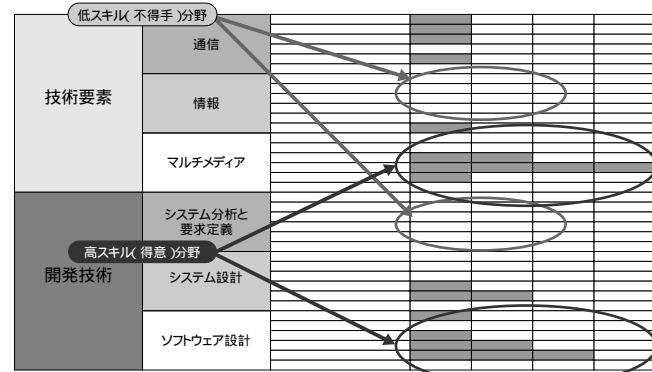 低スキル(不得手)分野
通信
技術要素
情報
マルチメディア
システム分析と
要求定義
高スキル(得意)分野
開発技術
システム設計
ソフトウェア設計